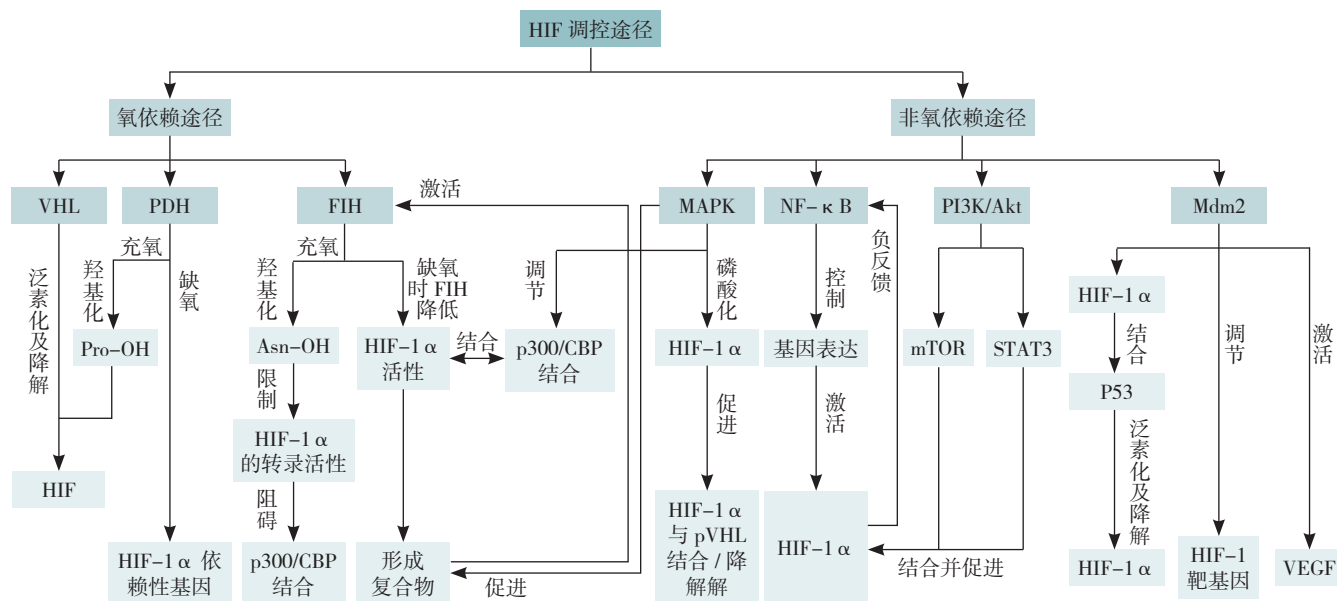 HIF 调控途径
氧依赖途径
非氧依赖途径
VHL
PDH
FIH
激活
MAPK
NF-κB
PI3K/Akt
Mdm2
泛素化及降解
充氧
羟基化
缺氧
Pro-OH
HIF
HIF-1α 依
赖性基因
充氧
羟基化
缺氧
时 FIH
降低
Asn-OH
限制
HIF-1α
的转录活性
阻碍
p300/CBP
结合
HIF-1α
活性
结合
形成
复合物
促进
调节
p300/CBP
结合
磷酸化
HIF-1α
促进
HIF-1α
与 pVHL
结合 / 降
解解
控制
基因表达
激活
HIF-1α
负反馈
mTOR
STAT3
结合并促进
HIF-1α
结合
P53
泛素化及降解
HIF-1α
调节
HIF-1
靶基因
激活
VEGF